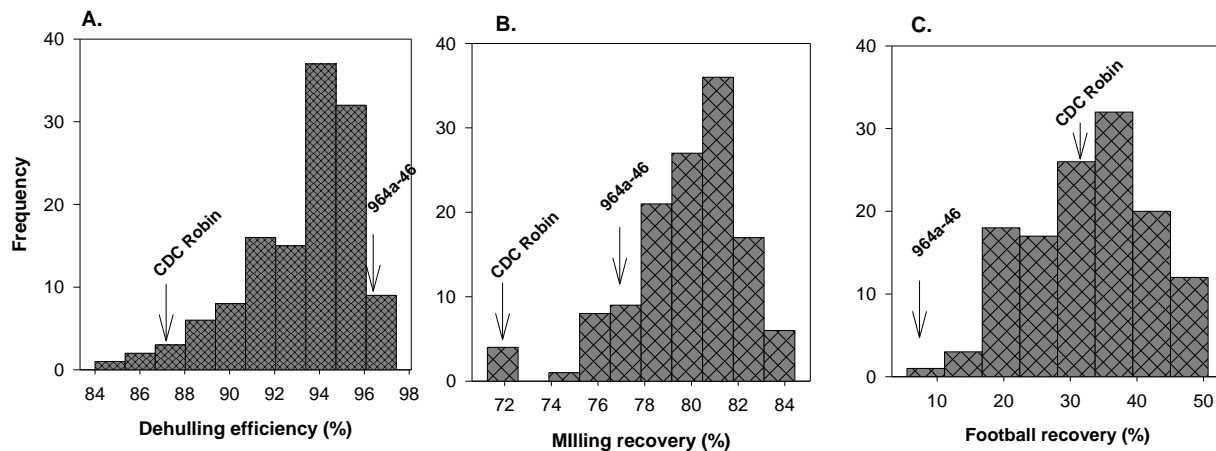 A.
40
30
20
10
0
Frequency
CDC Robin
964a-46
84 86 88 90 92 94 96 98
Dehulling efficiency (%)
B.
40
30
20
10
0
CDC Robin
964a-46
72 74 76 78 80 82 84
MIlling recovery (%)
C.
40
30
20
10
0
964a-46
CDC Robin
10 20 30 40 50
Football recovery (%)